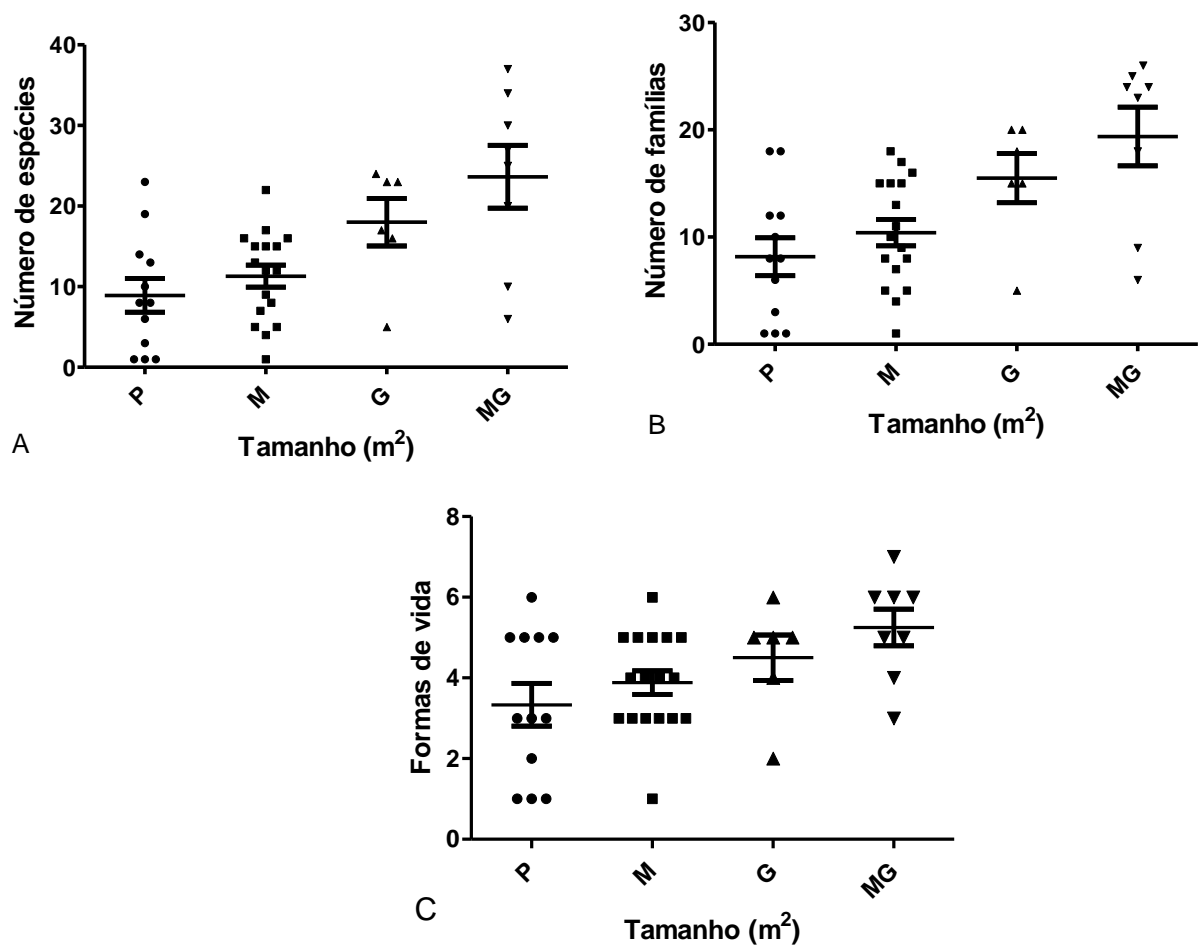 Número de espécies
40
30
20
10
0
P
M
G
MG
Tamanho (m²)
A
Número de famílias
30
20
10
0
P
M
G
MG
Tamanho (m²)
B
Formas de vida
8
6
4
2
0
P
M
G
MG
Tamanho (m²)
C